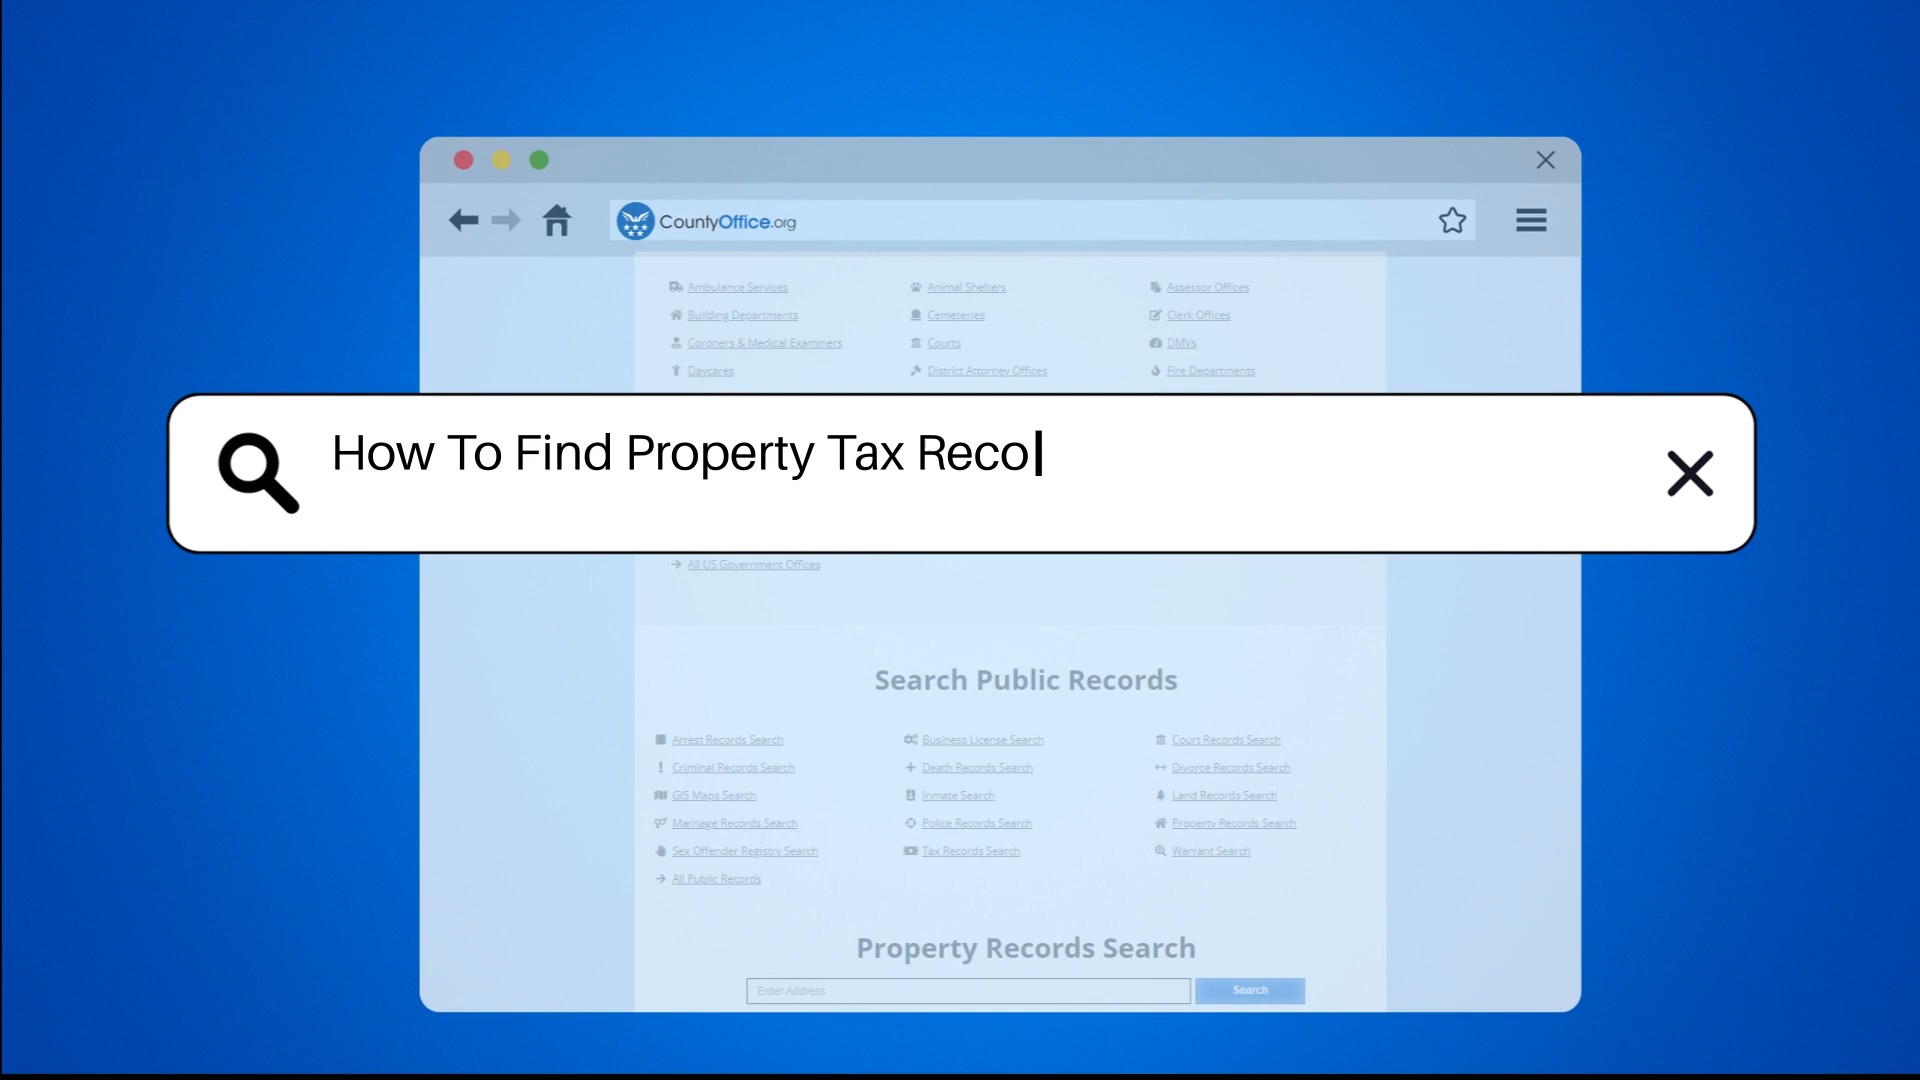 CountyOffice.org
Ambulance Services Animal Shelters Assessor Offices
Building Departments Cemeteries Clerk Offices
Coroners & Medical Examiners Courts DMVs
Daycares District Attorney Offices Fire Departments
How To Find Property Tax Reco
All US Government Offices
Search Public Records
Arrest Records Search Business License Search Court Records Search
Criminal Records Search Death Records Search Divorce Records Search
GIS Maps Search Inmate Search Land Records Search
Marriage Records Search Police Records Search Property Records Search
Sex Offender Registry Search Tax Records Search Warrant Search
All Public Records
Property Records Search
Enter Address Search